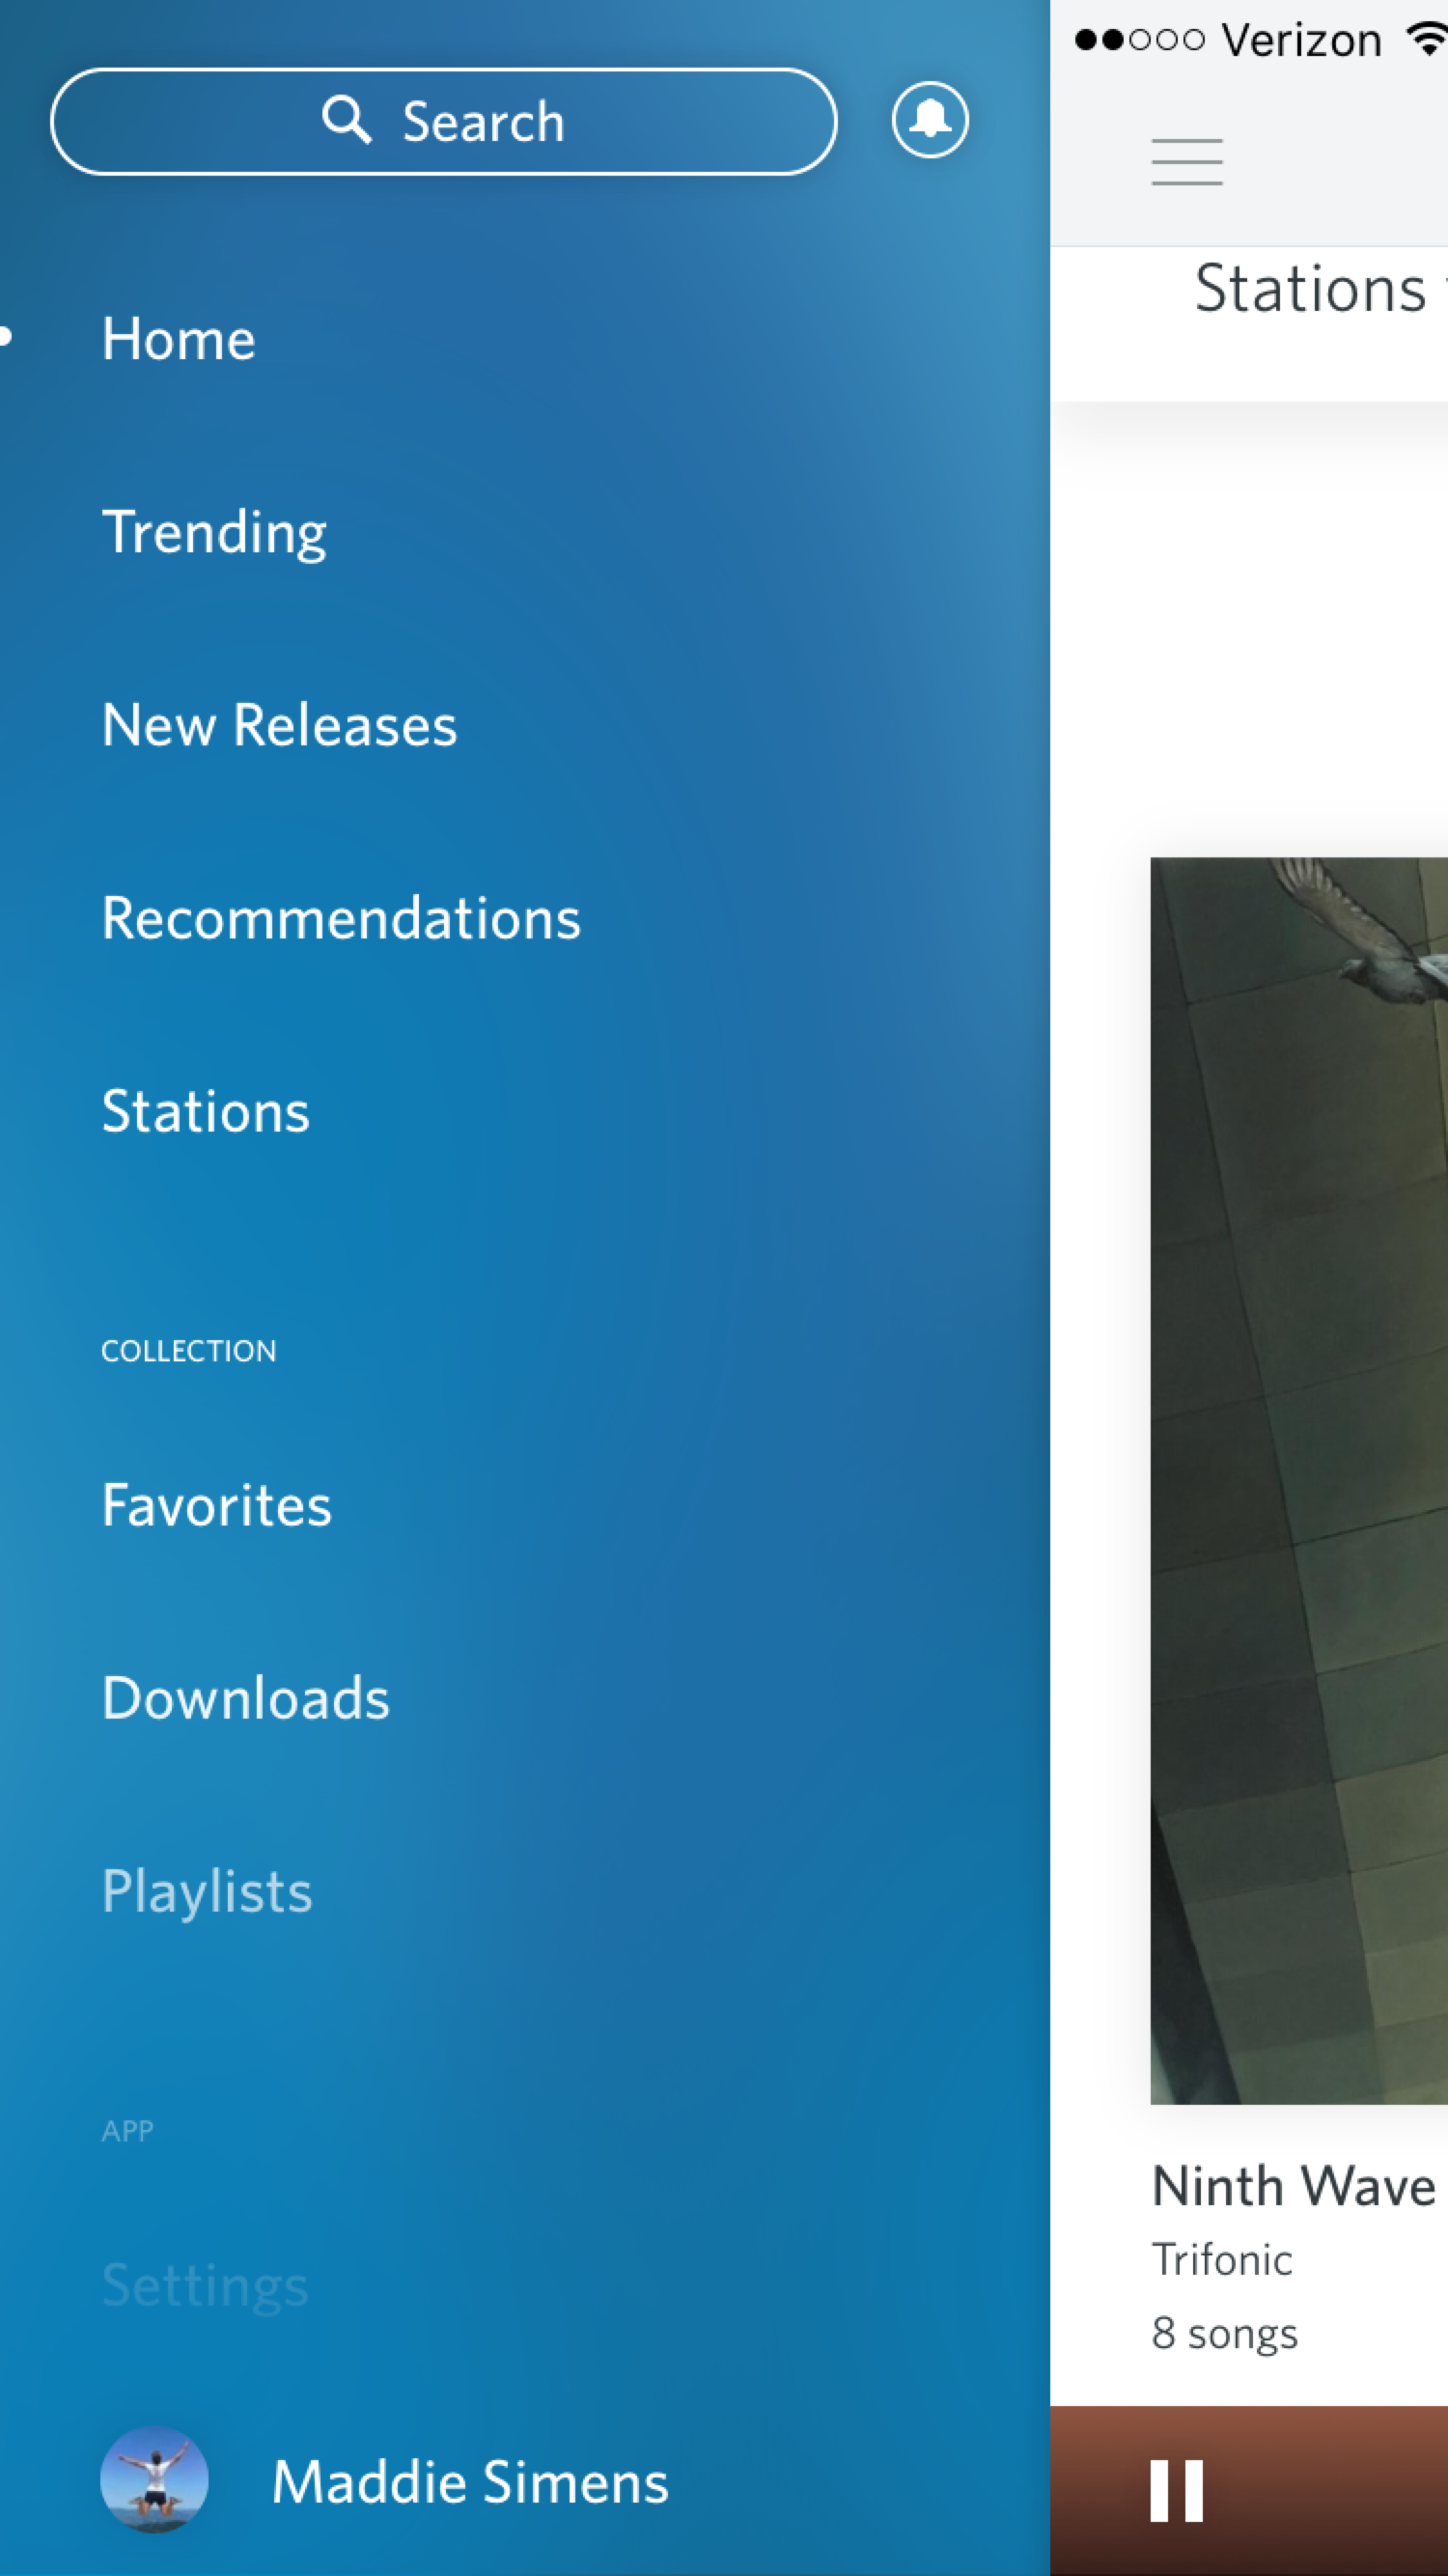 Search
Home
Trending
New Releases
Recommendations
Stations
COLLECTION
Favorites
Downloads
Playlists
APP
Settings
Maddie Simens
Verizon
Stations
Ninth Wave
Trifonic
8 songs